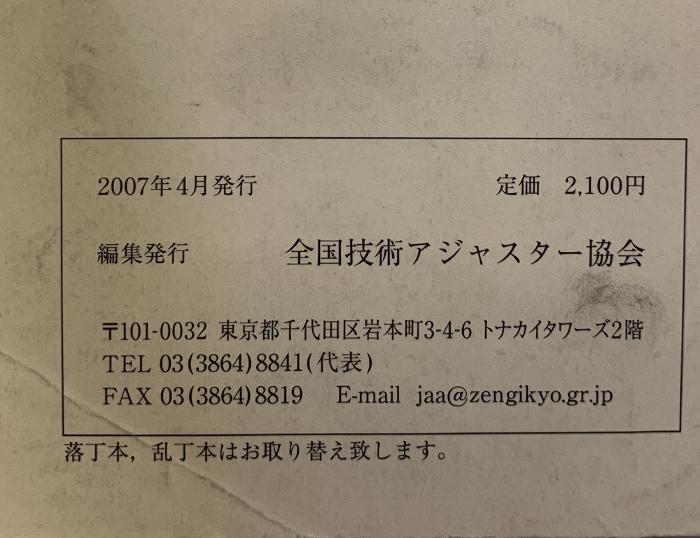 2007年4月発行 定価 2,100円
編集発行 全国技術アジャスター協会
〒101-0032 東京都千代田区岩本町3-4-6 トナカイタワーズ2階
TEL 03(3864)8841(代表)
FAX 03(3864)8819 E-mail jaa@zengikyo.gr.jp
落丁本，乱丁本はお取り替え致します。